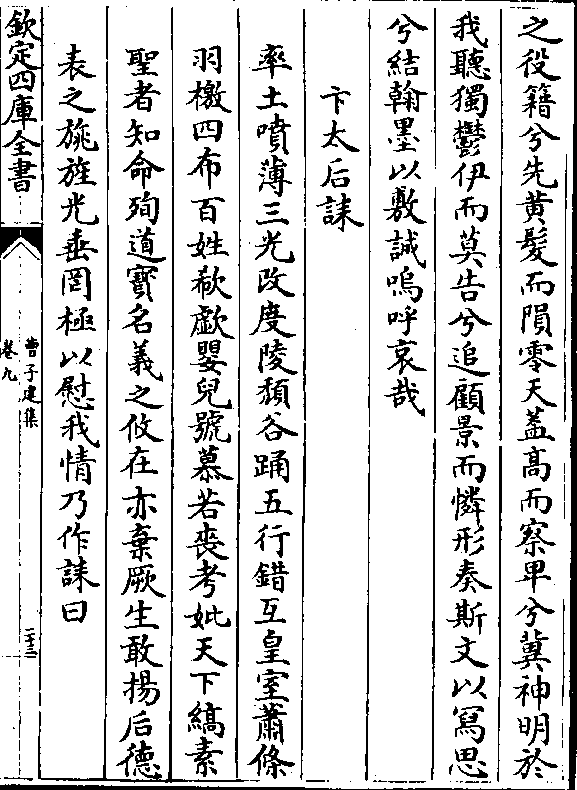 之役籍兮先黄髮而隕零天蓋髙而察卑兮冀神明於
我聽獨鬱伊而莫告兮追顧景而憐形奏斯文以寫思
兮結翰墨以敷誠嗚呼哀哉
卞太后誄
率土噴薄三光改度陵頽谷踊五行錯互皇室蕭條
羽檄四布百姓欷歔嬰兒號慕若喪考妣天下縞素
聖者知命殉道寳名義之攸在亦棄厥生敢揚后德
表之旐旌光垂罔極以慰我情乃作誄曰
欽定四庫全書
曹子建集
卷九
二十三